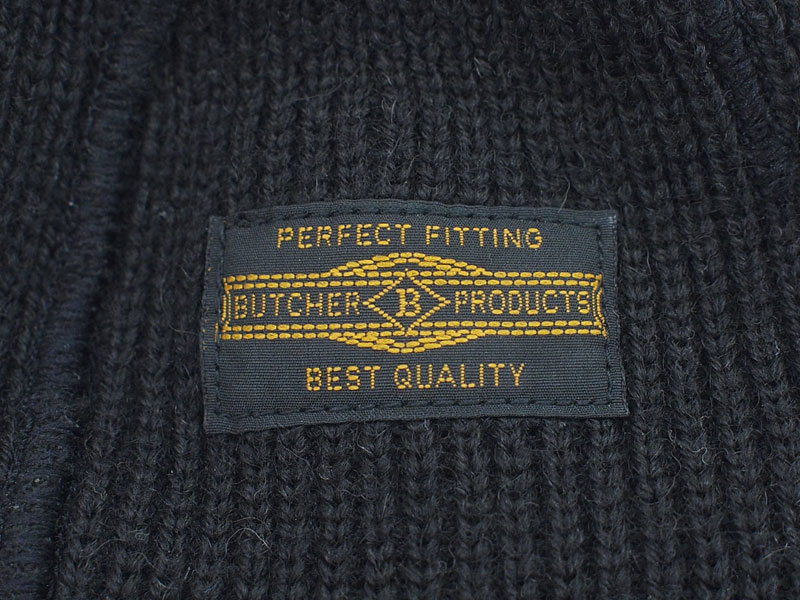 PERFECT FITTING
BUTCHER B PRODUCTS
BEST QUALITY